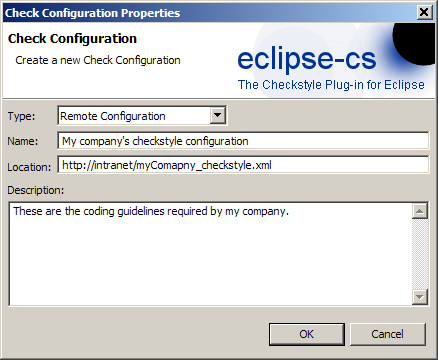 Check Configuration Properties
Check Configuration
Create a new Check Configuration
eclipse-cs
The Checkstyle Plug-in for Eclipse
Type: Remote Configuration
Name: My company's checkstyle configuration
Location: http://intranet/myComapny_checkstyle.xml
Description:
These are the coding guidelines required by my company.
OK Cancel